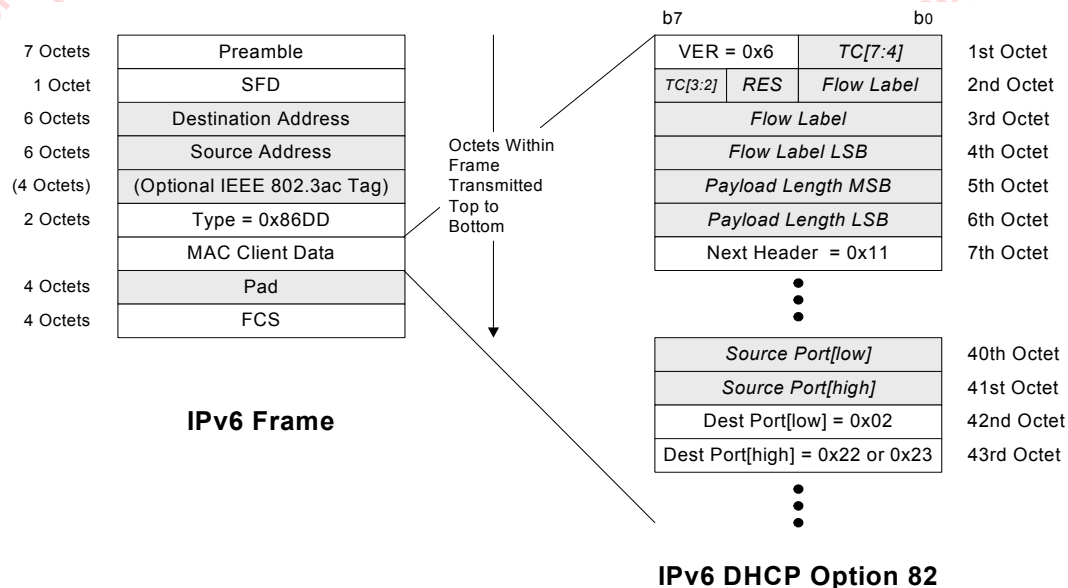 b7 b0
7 Octets Preamble
1 Octet SFD
6 Octets Destination Address
6 Octets Source Address
(4 Octets) (Optional IEEE 802.3ac Tag)
2 Octets Type = 0x86DD
MAC Client Data
4 Octets Pad
4 Octets FCS
IPv6 Frame
Octets Within
Frame
Transmitted
Top to
Bottom
VER = 0x6 TC[7:4] 1st Octet
TC[3:2] RES Flow Label 2nd Octet
Flow Label 3rd Octet
Flow Label LSB 4th Octet
Payload Length MSB 5th Octet
Payload Length LSB 6th Octet
Next Header = 0x11 7th Octet
Source Port[low] 40th Octet
Source Port[high] 41st Octet
Dest Port[low] = 0x02 42nd Octet
Dest Port[high] = 0x22 or 0x23 43rd Octet
IPv6 DHCP Option 82